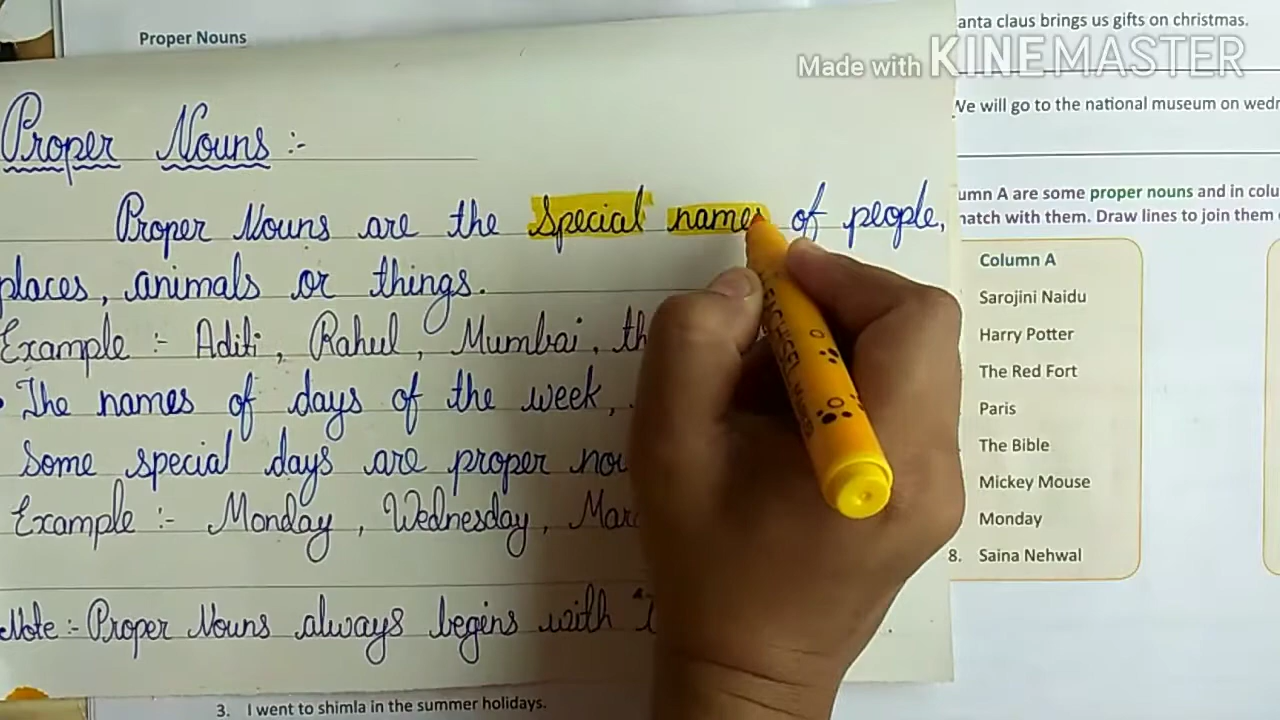 Proper Nouns
anta claus brings us gifts on christmas.
Made with KINEMASTER
We will go to the national museum on wedn
Proper Nouns :-
Proper Nouns are the special names of people,
places, animals or things.
Example :- Aditi, Rahul, Mumbai, th
• The names of days of the week,
Some special days are proper nou
Example :- Monday, Wednesday, Mar
Note :- Proper Nouns always begins with
umn A are some proper nouns and in colu
match with them. Draw lines to join them
Column A
Sarojini Naidu
Harry Potter
The Red Fort
Paris
The Bible
Mickey Mouse
Monday
8. Saina Nehwal
3. I went to shimla in the summer holidays.